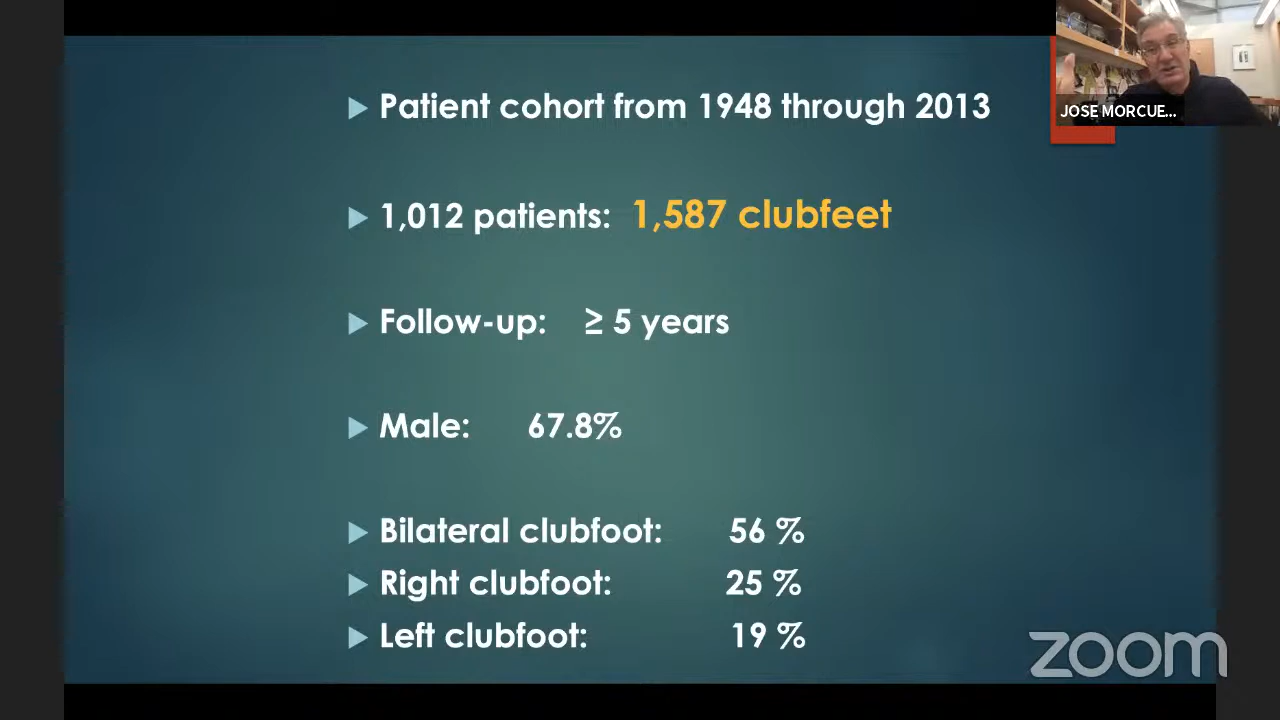 Patient cohort from 1948 through 2013
1,012 patients: 1,587 clubfeet
Follow-up: ≥ 5 years
Male: 67.8%
Bilateral clubfoot: 56 %
Right clubfoot: 25 %
Left clubfoot: 19 %
JOSE MORCUE...
zoom